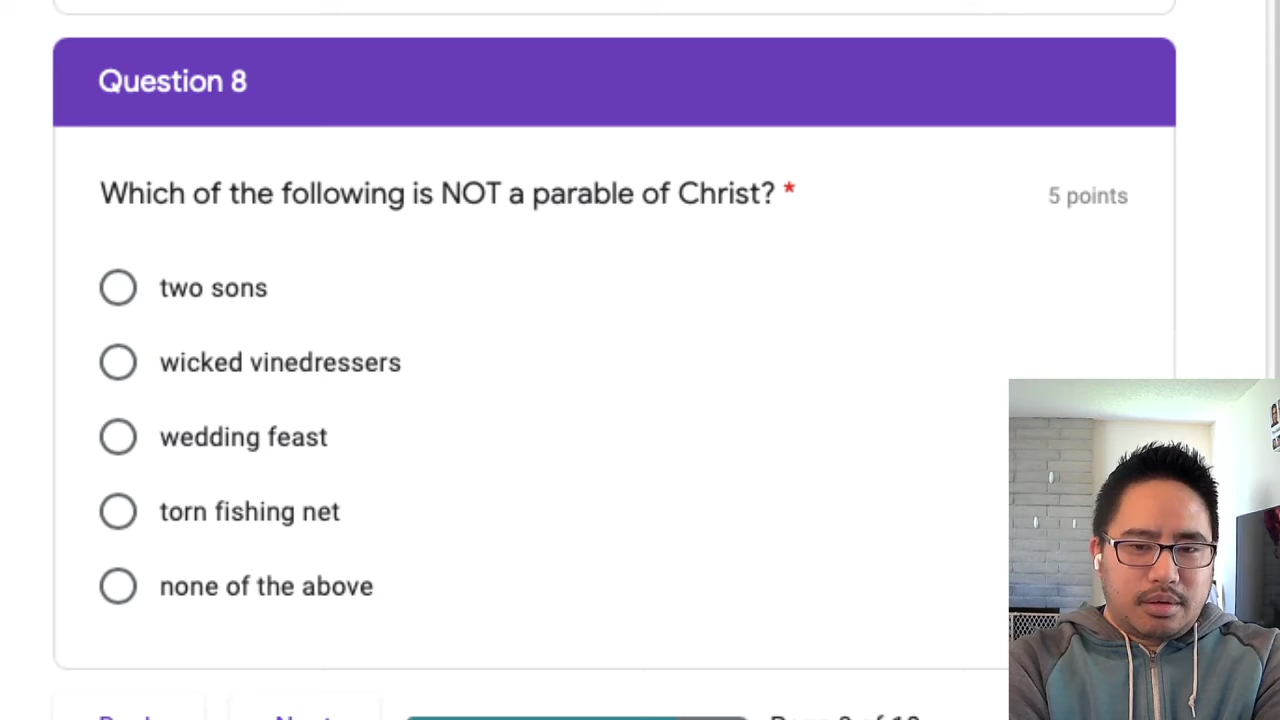 Question 8
Which of the following is NOT a parable of Christ? *
5 points
two sons
wicked vinedressers
wedding feast
torn fishing net
none of the above